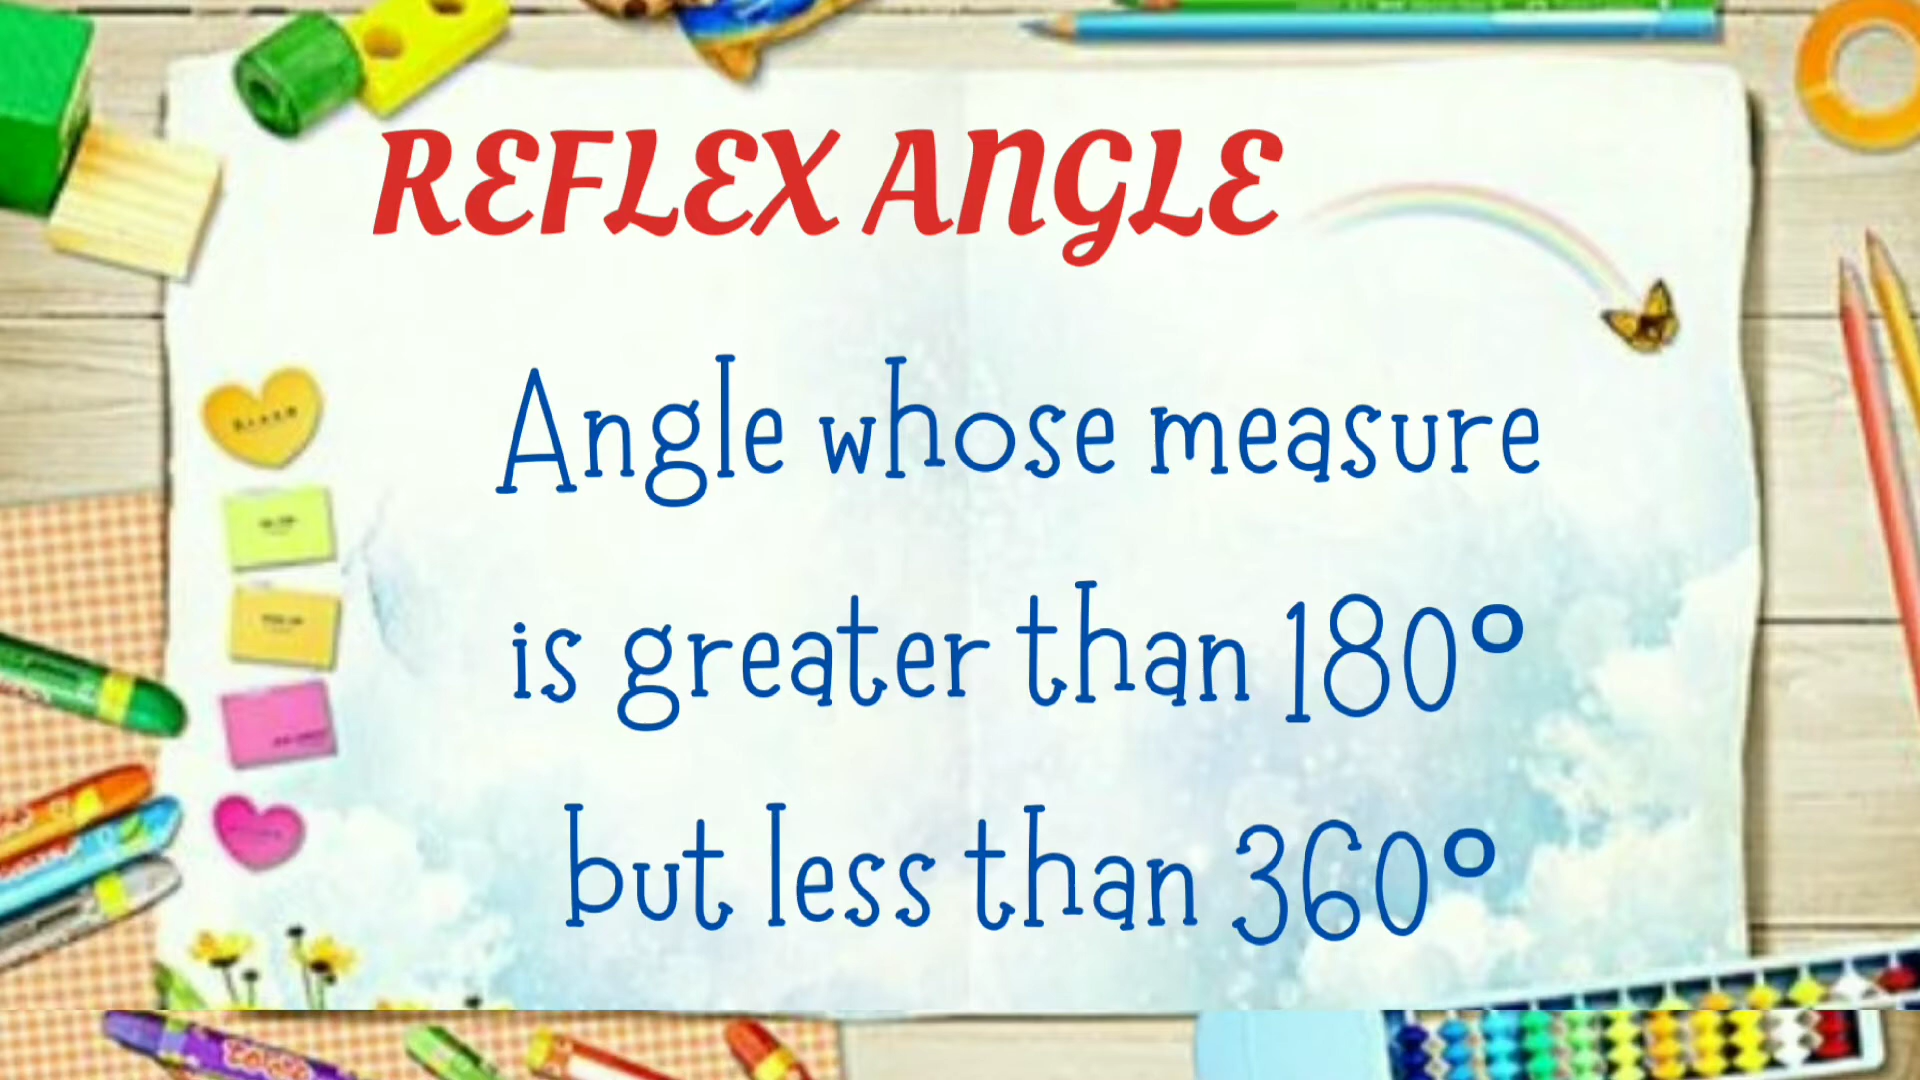 REFLEX ANGLE
Angle whose measure
is greater than 180°
but less than 360°